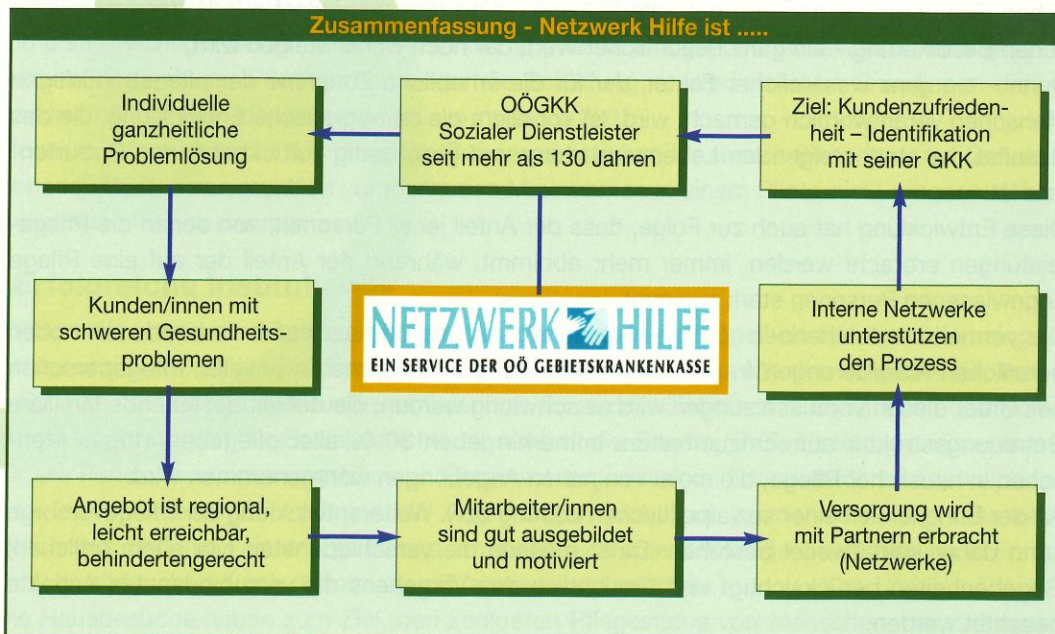 Zusammenfassung - Netzwerk Hilfe ist .....
Individuelle
ganzheitliche
Problemlösung
OÖGKK
Sozialer Dienstleister
seit mehr als 130 Jahren
Ziel: Kundenzufrieden-
heit – Identifikation
mit seiner GKK
Kunden/innen mit
schweren Gesundheits-
problemen
NETZWERK HILFE
EIN SERVICE DER OÖ GEBIETSKRANKENKASSE
Interne Netzwerke
unterstützen
den Prozess
Angebot ist regional,
leicht erreichbar,
behindertengerecht
Mitarbeiter/innen
sind gut ausgebildet
und motiviert
Versorgung wird
mit Partnern erbracht
(Netzwerke)